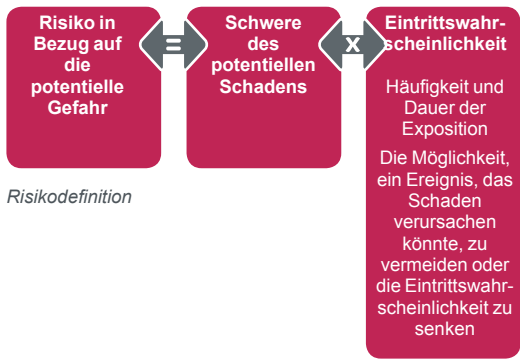 Risiko in
Bezug auf
die
potentielle
Gefahr
=
Schwere
des
potentiellen
Schadens
x
Eintrittswahr-
scheinlichkeit
Häufigkeit und
Dauer der
Exposition
Die Möglichkeit,
ein Ereignis, das
Schaden
verursachen
könnte, zu
vermeiden oder
die Eintrittswahr-
scheinlichkeit zu
senken
Risikodefinition